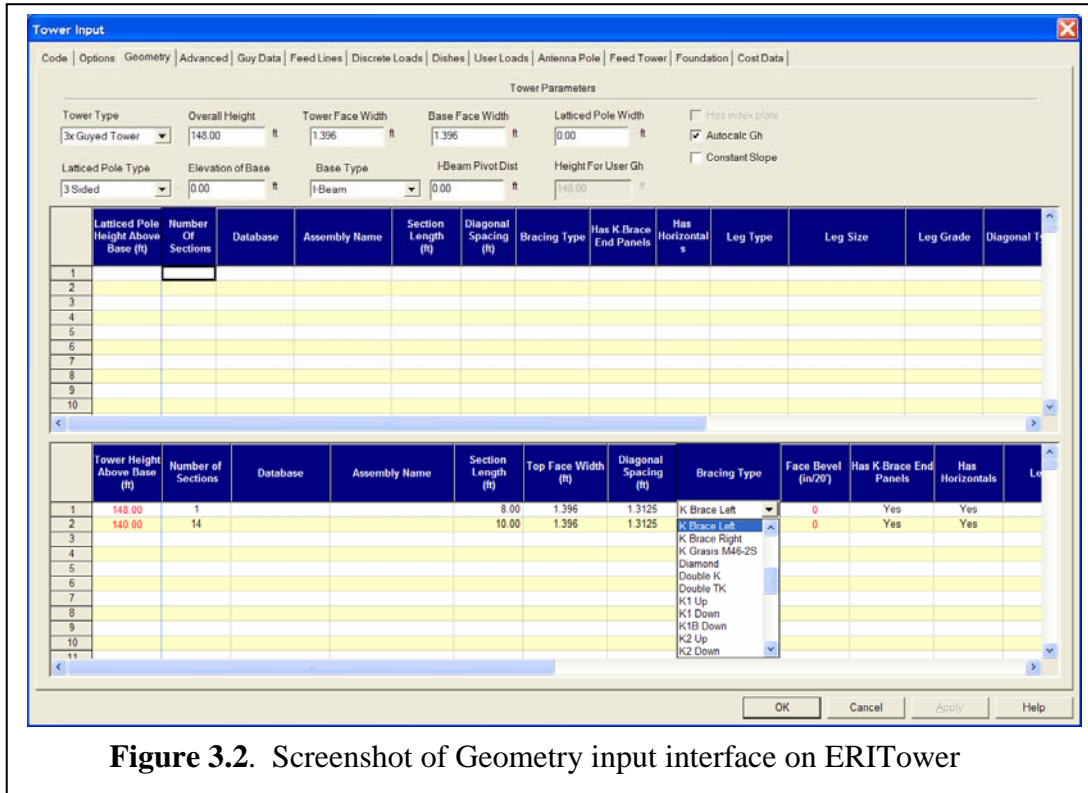 Tower Input
Code Options Geometry Advanced Guy Data Feed Lines Discrete Loads Dishes User Loads Antenna Pole Feed Tower Foundation Cost Data
Tower Parameters
Tower Type Overall Height Tower Face Width Base Face Width Latticed Pole Width Has index plate
3x Guyed Tower 148.00 ft 1.396 ft 1.396 ft 0.00 ft Autocalc Gh
Constant Slope
Latticed Pole Type Elevation of Base Base Type I-Beam Pivot Dist Height For User Gh
3 Sided 0.00 ft I-Beam 0.00 ft 148.00 ft
Latticed Pole Height Above Base (ft) Number Of Sections Database Assembly Name Section Length (ft) Diagonal Spacing (ft) Bracing Type Has K-Brace End Panels Has Horizontal s Leg Type Leg Size Leg Grade Diagonal T
1
2
3
4
5
6
7
8
9
10
Tower Height Above Base (ft) Number of Sections Database Assembly Name Section Length (ft) Top Face Width (ft) Diagonal Spacing (ft) Bracing Type Face Bevel (in/20') Has K-Brace End Panels Has Horizontals Le
1 148.00 1 8.00 1.396 1.3125 K Brace Left 0 Yes Yes
2 140.00 14 10.00 1.396 1.3125 K Brace Left 0 Yes Yes
3 K Brace Right
K Grasis M46-2S
4 Diamond
5 Double K
6 Double TK
7 K1 Up
8 K1 Down
9 K1B Down
10 K2 Up
11 K2 Down
OK Cancel Apply Help
Figure 3.2. Screenshot of Geometry input interface on ERITower